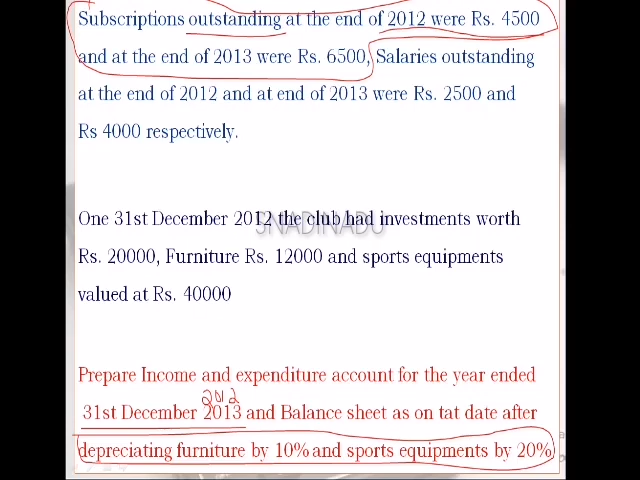 Subscriptions outstanding at the end of 2012 were Rs. 4500
and at the end of 2013 were Rs. 6500, Salaries outstanding
at the end of 2012 and at end of 2013 were Rs. 2500 and
Rs 4000 respectively.
One 31st December 2012 the club had investments worth
SNADINADU
Rs. 20000, Furniture Rs. 12000 and sports equipments
valued at Rs. 40000
Prepare Income and expenditure account for the year ended
2012
31st December 2013 and Balance sheet as on tat date after
depreciating furniture by 10% and sports equipments by 20%